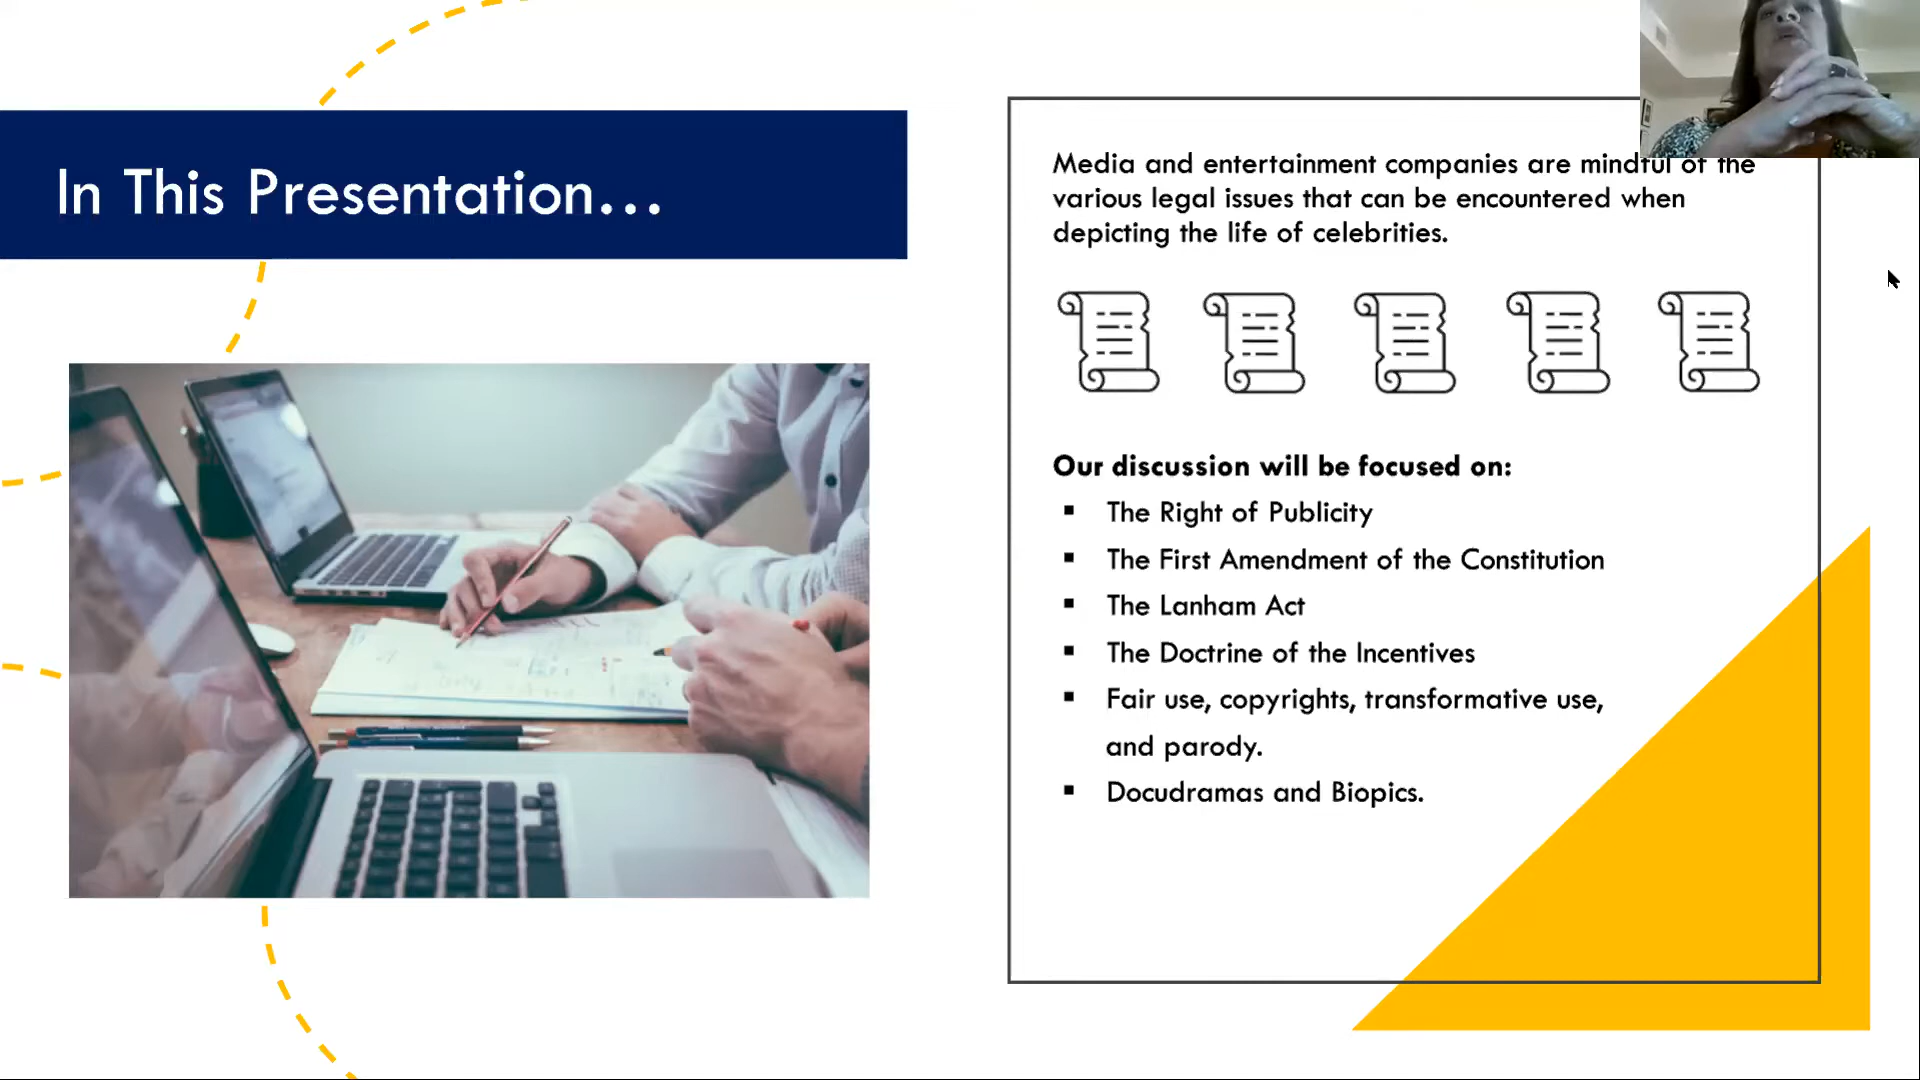 In This Presentation...
Media and entertainment companies are mindful of the
various legal issues that can be encountered when
depicting the life of celebrities.
Our discussion will be focused on:
▪ The Right of Publicity
▪ The First Amendment of the Constitution
▪ The Lanham Act
▪ The Doctrine of the Incentives
▪ Fair use, copyrights, transformative use,
and parody.
▪ Docudramas and Biopics.